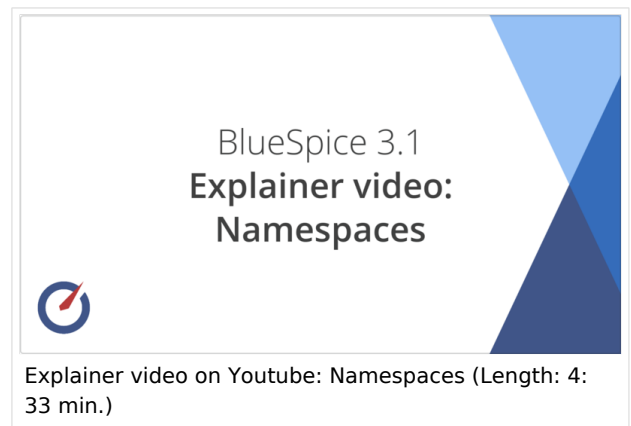 BlueSpice 3.1
Explainer video:
Namespaces
Explainer video on Youtube: Namespaces (Length: 4:
33 min.)